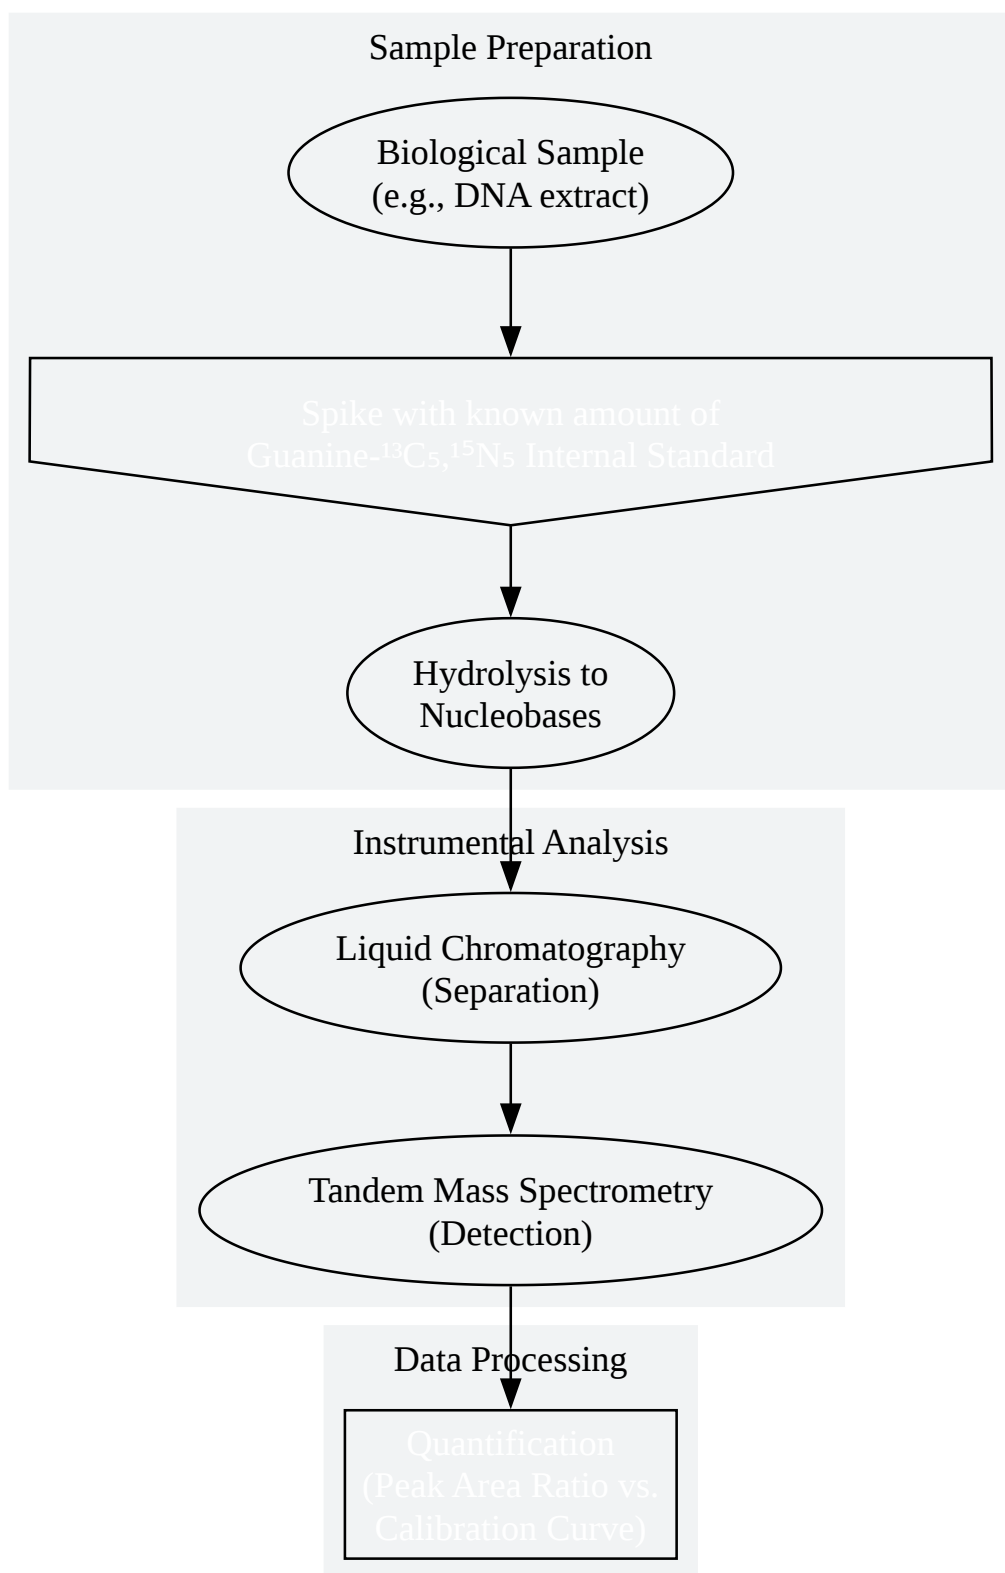 Sample Preparation
Biological Sample
(e.g., DNA extract)
Spike with known amount of
Guanine-¹³C₅,¹⁵N₅ Internal Standard
Hydrolysis to
Nucleobases
Instrumental Analysis
Liquid Chromatography
(Separation)
Tandem Mass Spectrometry
(Detection)
Data Processing
Quantification
(Peak Area Ratio vs.
Calibration Curve)